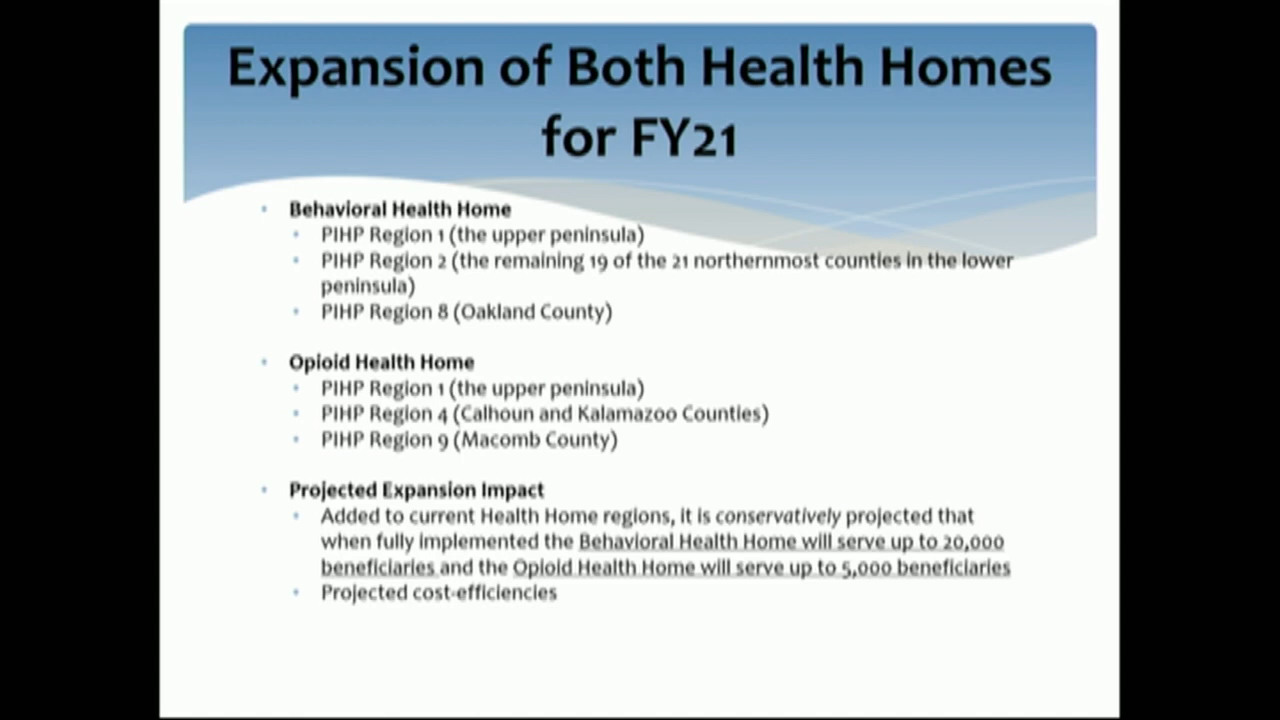 Expansion of Both Health Homes
for FY21
• Behavioral Health Home
• PIHP Region 1 (the upper peninsula)
• PIHP Region 2 (the remaining 19 of the 21 northernmost counties in the lower
peninsula)
• PIHP Region 8 (Oakland County)
• Opioid Health Home
• PIHP Region 1 (the upper peninsula)
• PIHP Region 4 (Calhoun and Kalamazoo Counties)
• PIHP Region 9 (Macomb County)
• Projected Expansion Impact
• Added to current Health Home regions, it is conservatively projected that
when fully implemented the Behavioral Health Home will serve up to 20,000
beneficiaries and the Opioid Health Home will serve up to 5,000 beneficiaries
• Projected cost-efficiencies